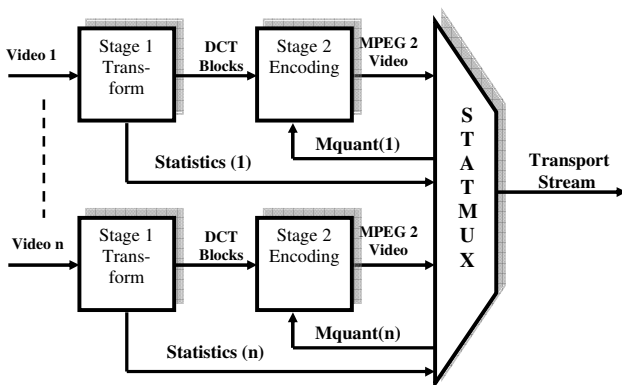 Video 1
Stage 1
Trans-
form
DCT
Blocks
Stage 2
Encoding
MPEG 2
Video
Mquant(1)
Statistics (1)
STATMUX
Transport
Stream
Video n
Stage 1
Trans-
form
DCT
Blocks
Stage 2
Encoding
MPEG 2
Video
Mquant(n)
Statistics (n)